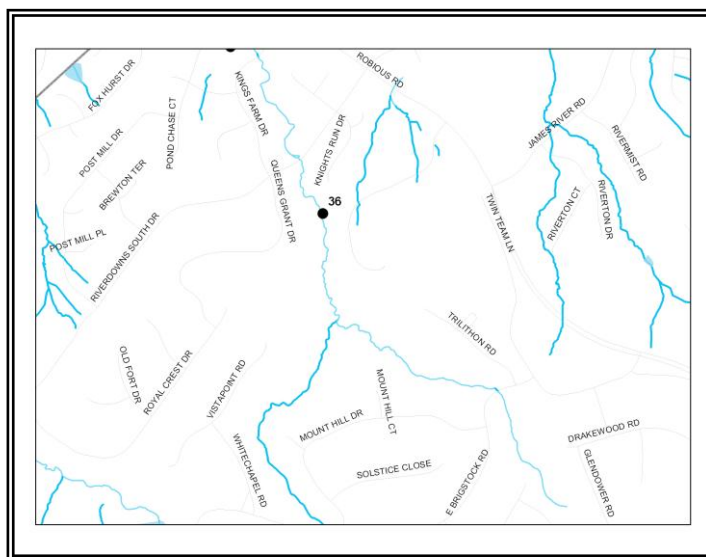 ROBIOUS RD
FOX HURST DR
KINGS FARM DR
JAMES RIVER RD
RIVERMIST RD
POND CHASE CT
KNIGHTS RUN DR
POST MILL DR
BREWTON TER
QUEENS GRANT DR
36
TWIN TEAM LN
RIVERTON CT
RIVERTON DR
POST MILL PL
RIVERDOWNS SOUTH DR
TRILITHON RD
OLD FORT DR
ROYAL CREST DR
VISTAPOINT RD
MOUNT HILL CT
MOUNT HILL DR
WHITECHAPEL RD
SOLSTICE CLOSE
E BRIGSTOCK RD
DRAKEWOOD RD
GLENDOWER RD